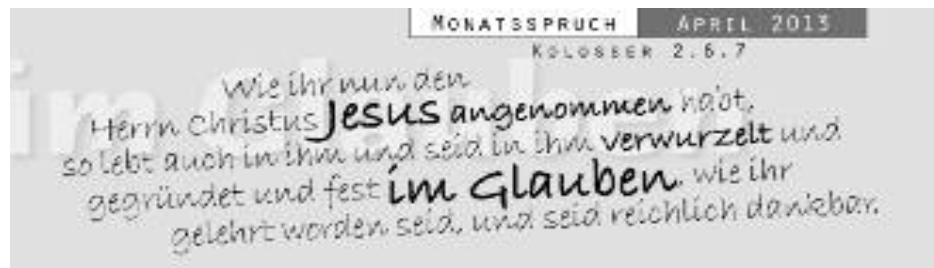 MONATSSPRUCH APRIL 2013
KOLOSSER 2.6.7
Wie ihr nun den
Herrn Christus Jesus angenommen habt,
so lebt auch in ihm und seid in ihm verwurzelt und
gegründet und fest im Glauben, wie ihr
gelehrt worden seid, und seid reichlich dankbar.